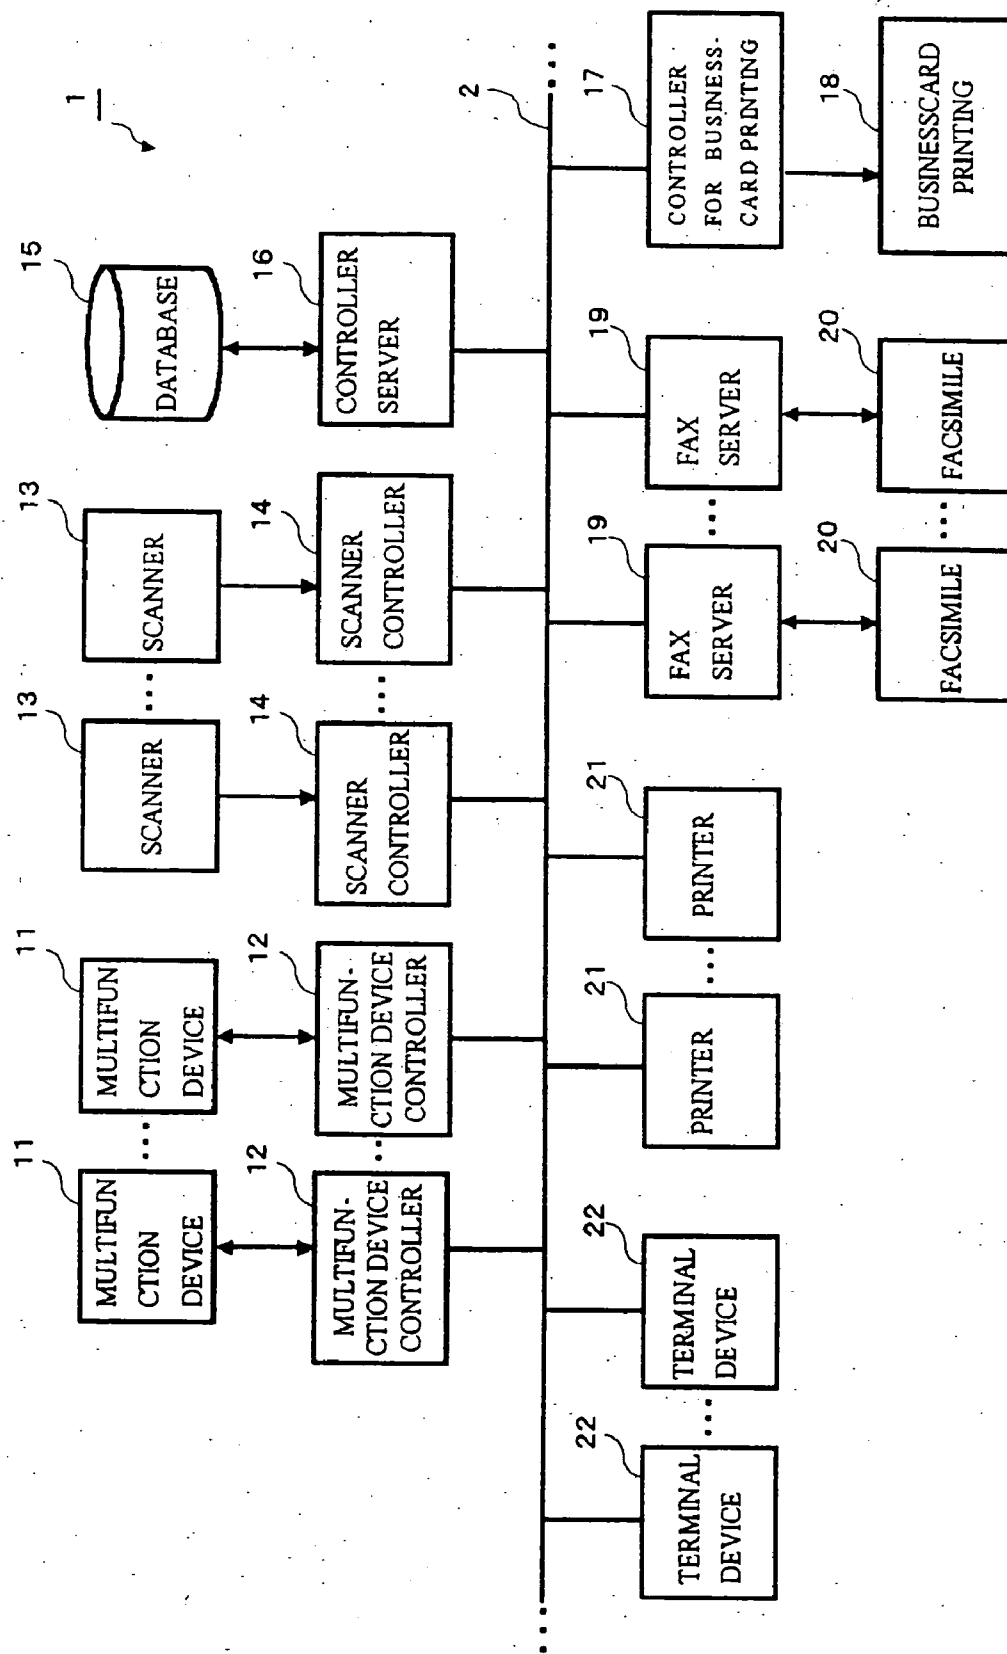 1
11
MULTIFUN
CTION
DEVICE
11
MULTIFUN
CTION
DEVICE
13
SCANNER
13
SCANNER
15
DATABASE
12
MULTIFUN-
CTION DEVICE
CONTROLLER
12
MULTIFUN-
CTION DEVICE
CONTROLLER
14
SCANNER
CONTROLLER
14
SCANNER
CONTROLLER
16
CONTROLLER
SERVER
2
22
TERMINAL
DEVICE
22
TERMINAL
DEVICE
21
PRINTER
21
PRINTER
19
FAX
SERVER
19
FAX
SERVER
17
CONTROLLER
FOR BUSINESS-
CARD PRINTING
20
FACSIMILE
20
FACSIMILE
18
BUSINESSCARD
PRINTING